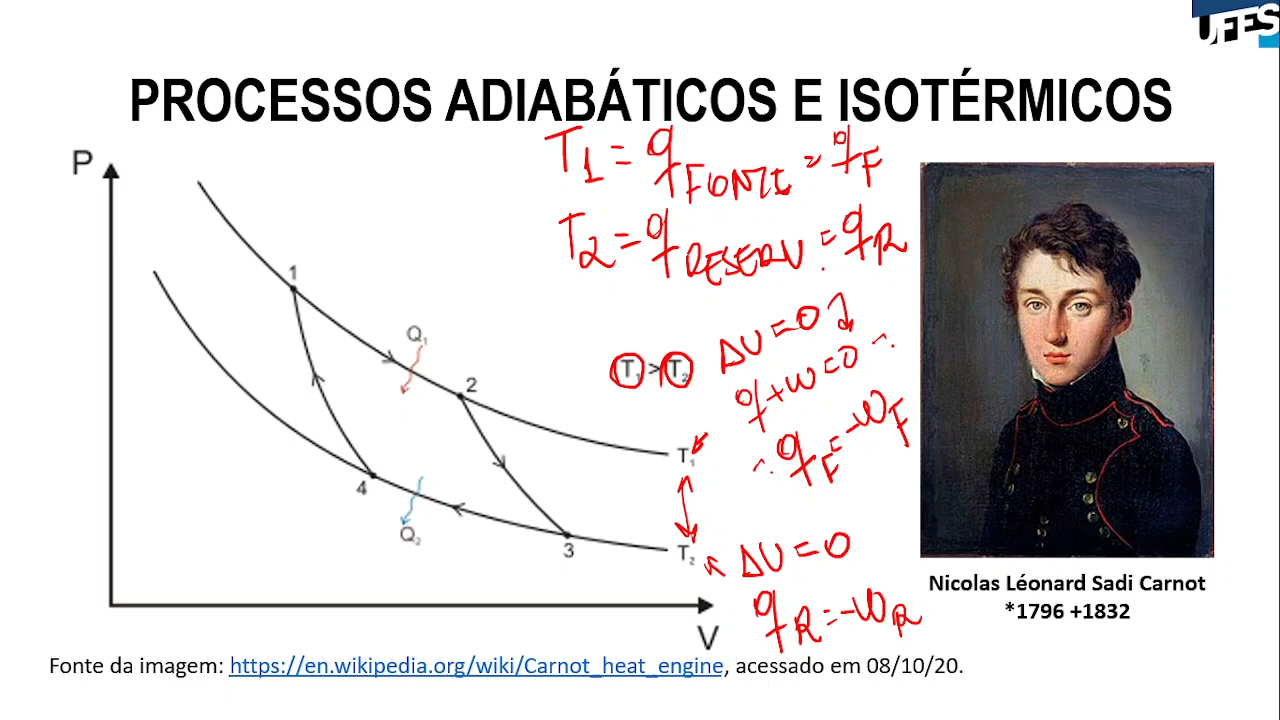 UFES
PROCESSOS ADIABÁTICOS E ISOTÉRMICOS
P
T1 = qFONTE = qF
T2 = qRESERV. = qR
1
Q₁
2
T₁ > T₂
ΔU = 0
q + w = 0 ∴
∴ qF = -wF
T₁
4
Q₂
3
T₂
ΔU = 0
qR = -wR
V
Nicolas Léonard Sadi Carnot
*1796 +1832
Fonte da imagem: https://en.wikipedia.org/wiki/Carnot_heat_engine, acessado em 08/10/20.